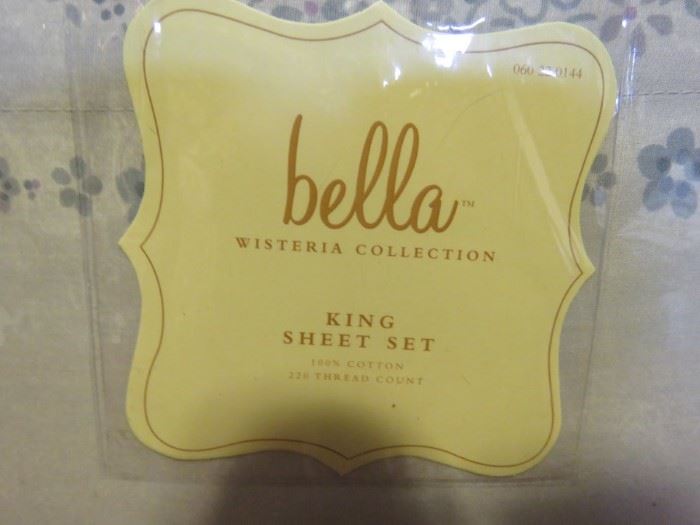 bella™
WISTERIA COLLECTION
KING
SHEET SET
100% COTTON
220 THREAD COUNT